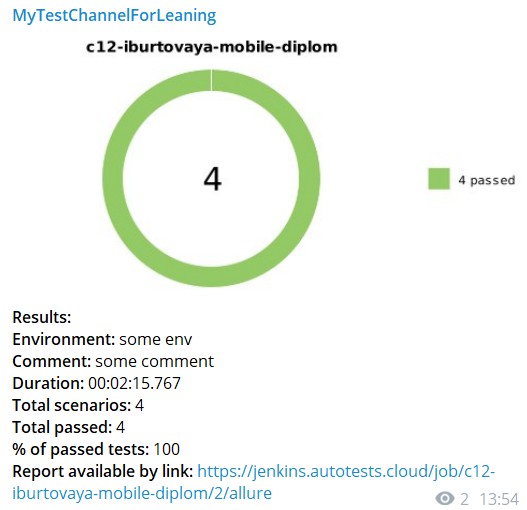 MyTestChannelForLeaning
c12-iburtovaya-mobile-diplom
4
4 passed
Results:
Environment: some env
Comment: some comment
Duration: 00:02:15.767
Total scenarios: 4
Total passed: 4
% of passed tests: 100
Report available by link: https://jenkins.autotests.cloud/job/c12-
iburtovaya-mobile-diplom/2/allure
2 13:54